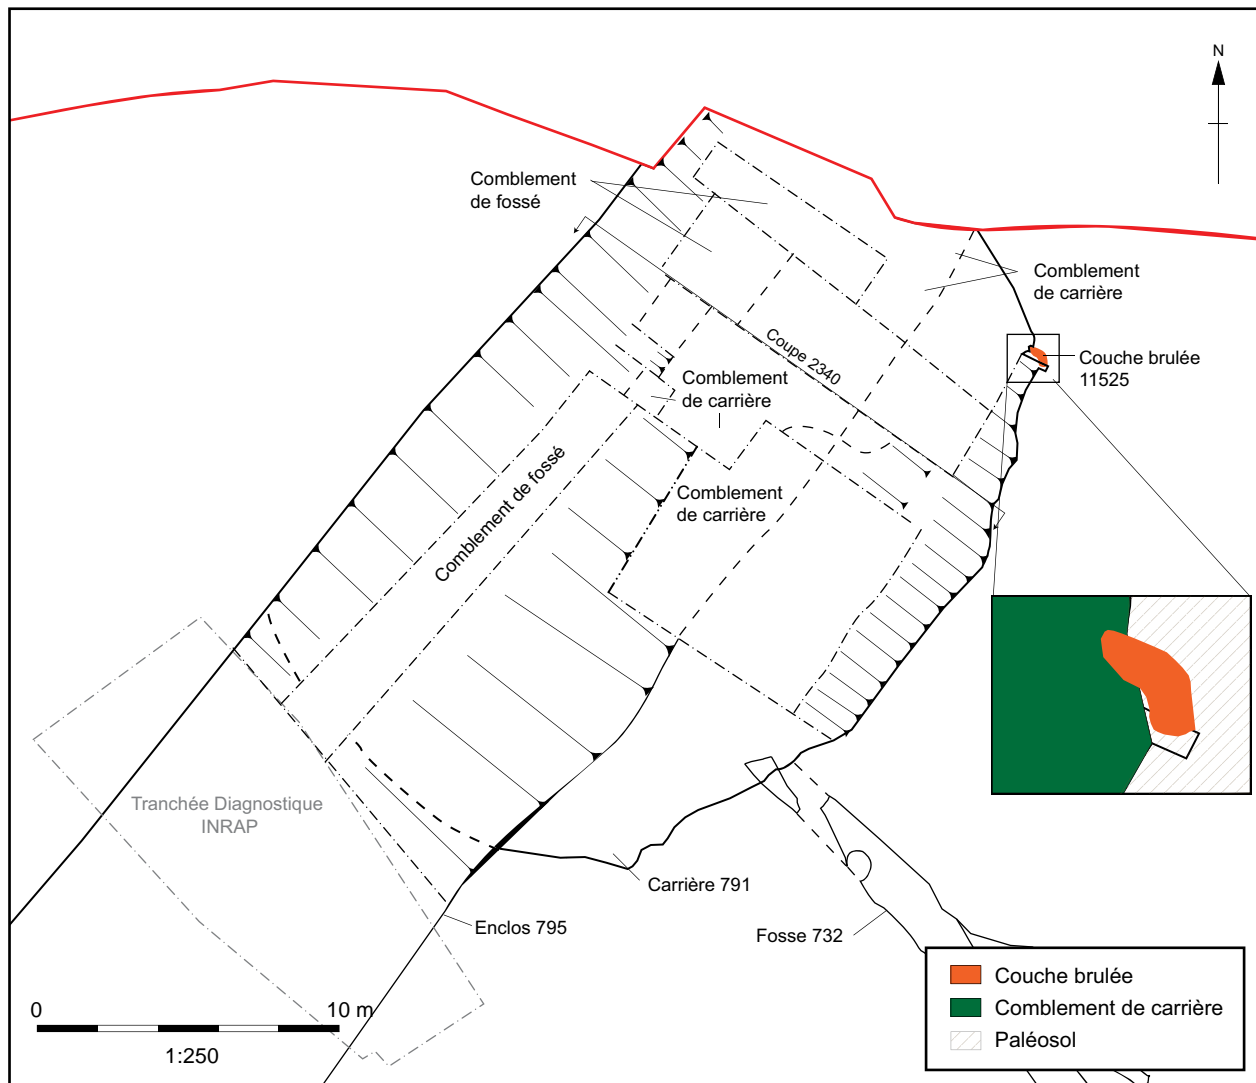 N
Comblement
de fossé
Comblement
de carrière
Coupe 2340
Couche brulée
11525
Comblement
de carrière
Comblement de fossé
Comblement
de carrière
Tranchée Diagnostique
INRAP
Carrière 791
Enclos 795
Fosse 732
Couche brulée
Comblement de carrière
Paléosol
0 10 m
1:250